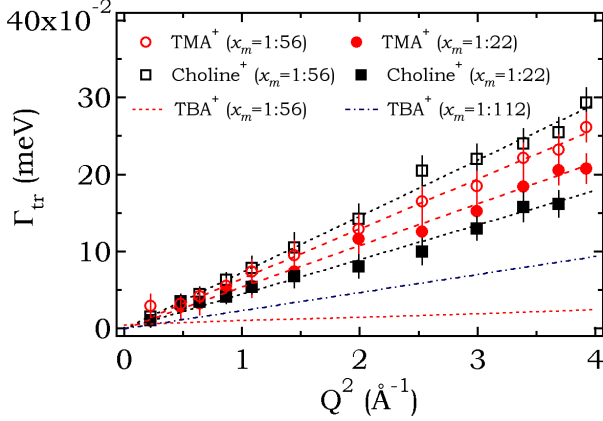 40x10⁻²
TMA⁺ (xₘ=1:56) TMA⁺ (xₘ=1:22)
Choline⁺ (xₘ=1:56) Choline⁺ (xₘ=1:22)
TBA⁺ (xₘ=1:56) TBA⁺ (xₘ=1:112)
30
20
10
0
Γtr (meV)
0 1 2 3 4
Q² (Å⁻¹)